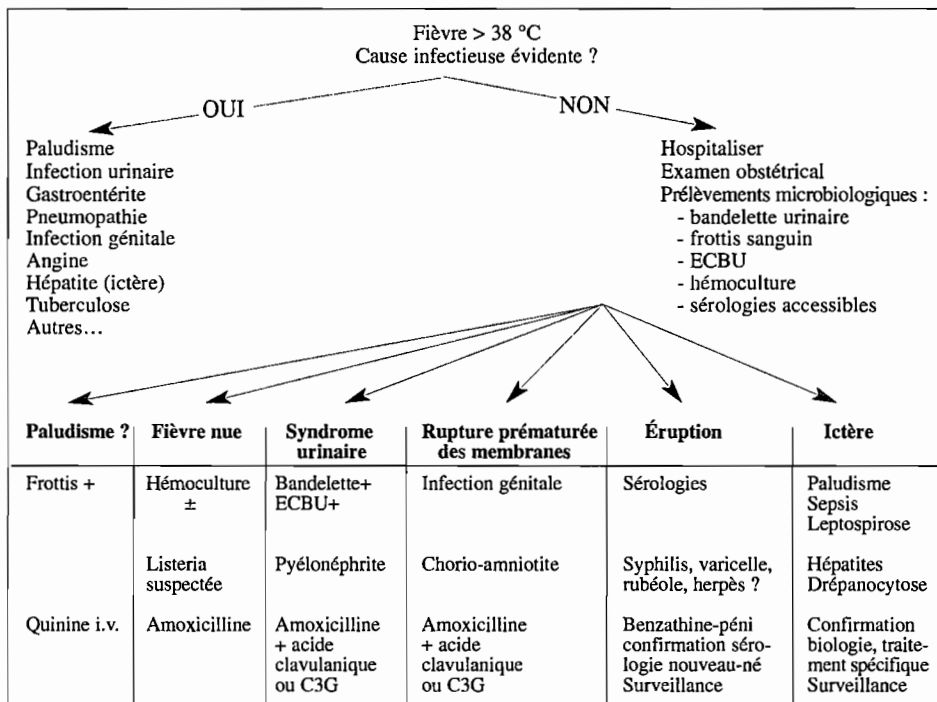 Fièvre > 38 °C
Cause infectieuse évidente ?
OUI
NON
Paludisme
Infection urinaire
Gastroentérite
Pneumopathie
Infection génitale
Angine
Hépatite (ictère)
Tuberculose
Autres…
Hospitaliser
Examen obstétrical
Prélèvements microbiologiques :
- bandelette urinaire
- frottis sanguin
- ECBU
- hémoculture
- sérologies accessibles
Paludisme ?
Frottis +
Quinine i.v.
Fièvre nue
Hémoculture
±
Listeria
suspectée
Amoxicilline
Syndrome
urinaire
Bandelette+
ECBU+
Pyélonéphrite
Amoxicilline
+ acide
clavulanique
ou C3G
Rupture prématurée
des membranes
Infection génitale
Chorio-amniotite
Amoxicilline
+ acide
clavulanique
ou C3G
Éruption
Sérologies
Syphilis, varicelle,
rubéole, herpès ?
Benzathine-péni
confirmation séro-
logie nouveau-né
Surveillance
Ictère
Paludisme
Sepsis
Leptospirose
Hépatites
Drépanocytose
Confirmation
biologie, traite-
ment spécifique
Surveillance